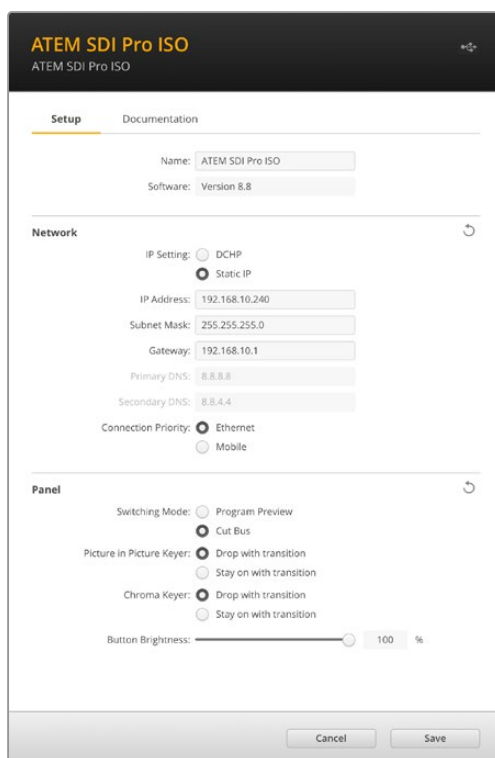 ATEM SDI Pro ISO
ATEM SDI Pro ISO
Setup Documentation
Name: ATEM SDI Pro ISO
Software: Version 8.8
Network
IP Setting: DCHP
Static IP
IP Address: 192.168.10.240
Subnet Mask: 255.255.255.0
Gateway: 192.168.10.1
Primary DNS: 8.8.8.8
Secondary DNS: 8.8.4.4
Connection Priority: Ethernet
Mobile
Panel
Switching Mode: Program Preview
Cut Bus
Picture in Picture Keyer: Drop with transition
Stay on with transition
Chroma Keyer: Drop with transition
Stay on with transition
Button Brightness: 100 %
Cancel Save